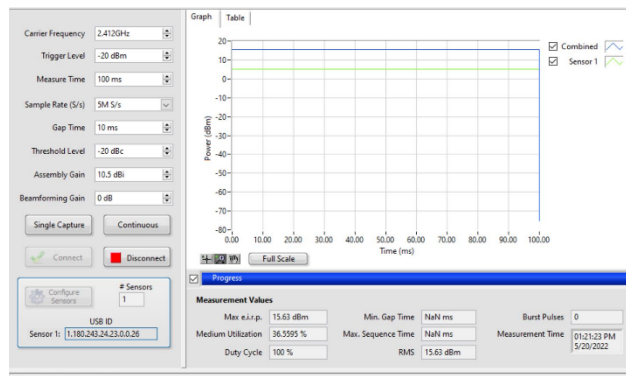 Graph Table
Carrier Frequency 2.412GHz
Trigger Level -20 dBm
Measure Time 100 ms
Sample Rate (S/s) 5M S/s
Gap Time 10 ms
Threshold Level -20 dBc
Assembly Gain 10.5 dBi
Beamforming Gain 0 dB
Single Capture Continuous
Connect Disconnect
Configure Sensors
# Sensors
1
USB ID
Sensor 1: 1.180.243.24.23.0.0.26
Power (dBm)
20
10
0
-10
-20
-30
-40
-50
-60
-70
-80
0.00 10.00 20.00 30.00 40.00 50.00 60.00 70.00 80.00 90.00 100.00
Time (ms)
Combined
Sensor 1
Full Scale
Progress
Measurement Values
Max e.i.r.p. 15.63 dBm Min. Gap Time NaN ms Burst Pulses 0
Medium Utilization 36.5595 % Max. Sequence Time NaN ms Measurement Time 01:21:23 PM
5/20/2022
Duty Cycle 100 % RMS 15.63 dBm